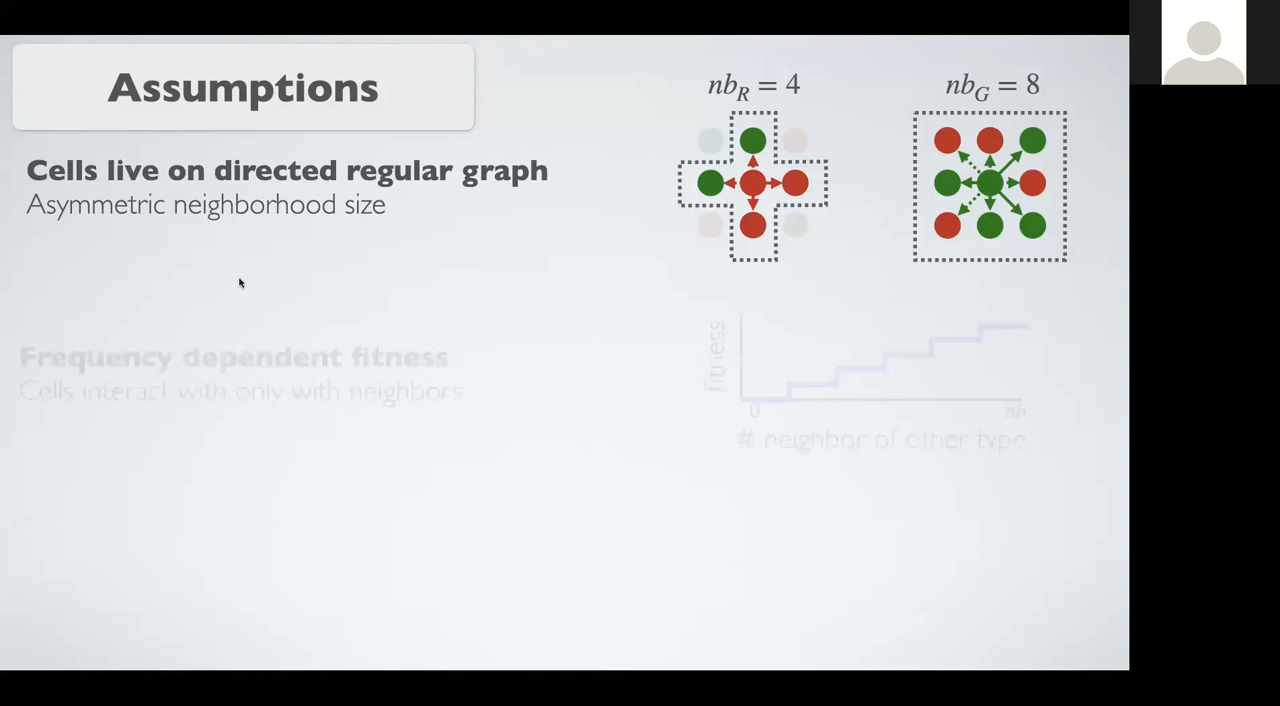 Assumptions
Cells live on directed regular graph
Asymmetric neighborhood size
nb_R = 4
nb_G = 8
Frequency dependent fitness
Cells interact with only with neighbors
fitness
0
nb
# neighbor of other type